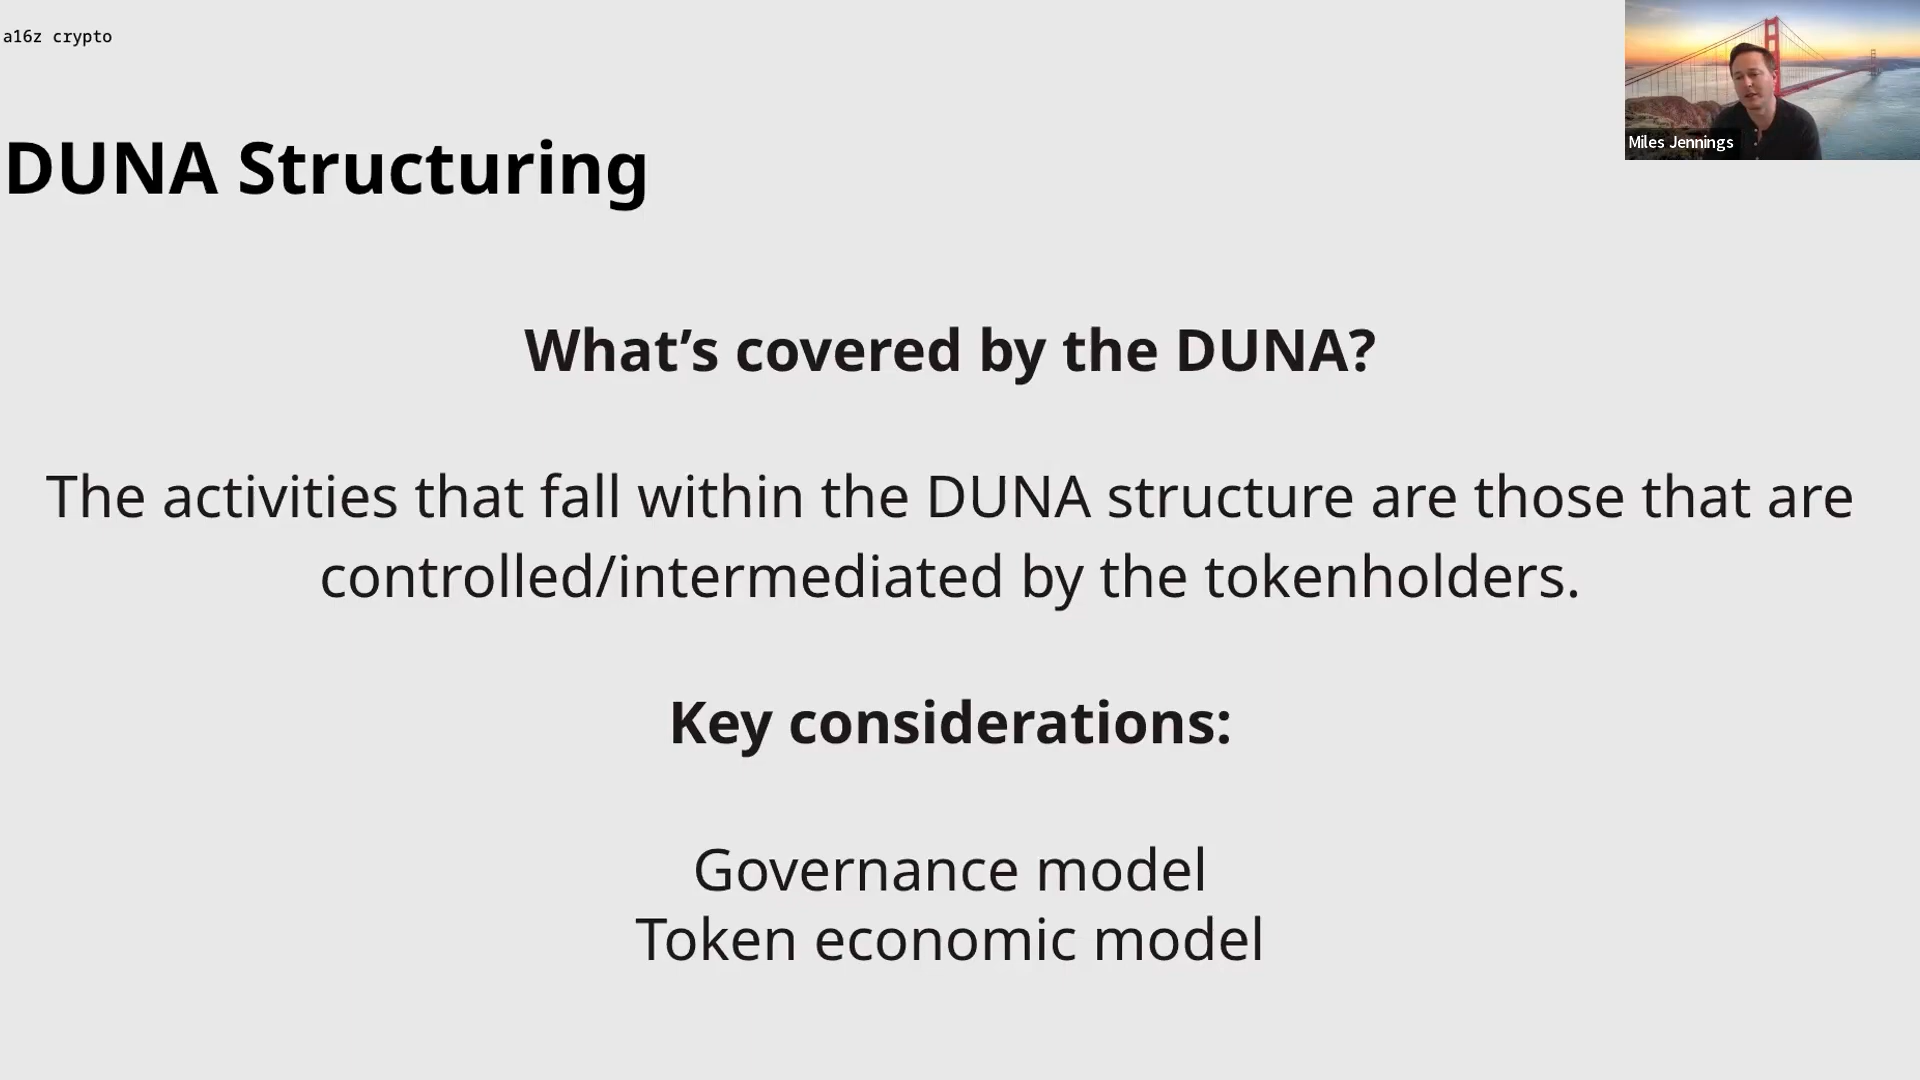 a16z crypto
Miles Jennings
DUNA Structuring
What’s covered by the DUNA?
The activities that fall within the DUNA structure are those that are
controlled/intermediated by the tokenholders.
Key considerations:
Governance model
Token economic model